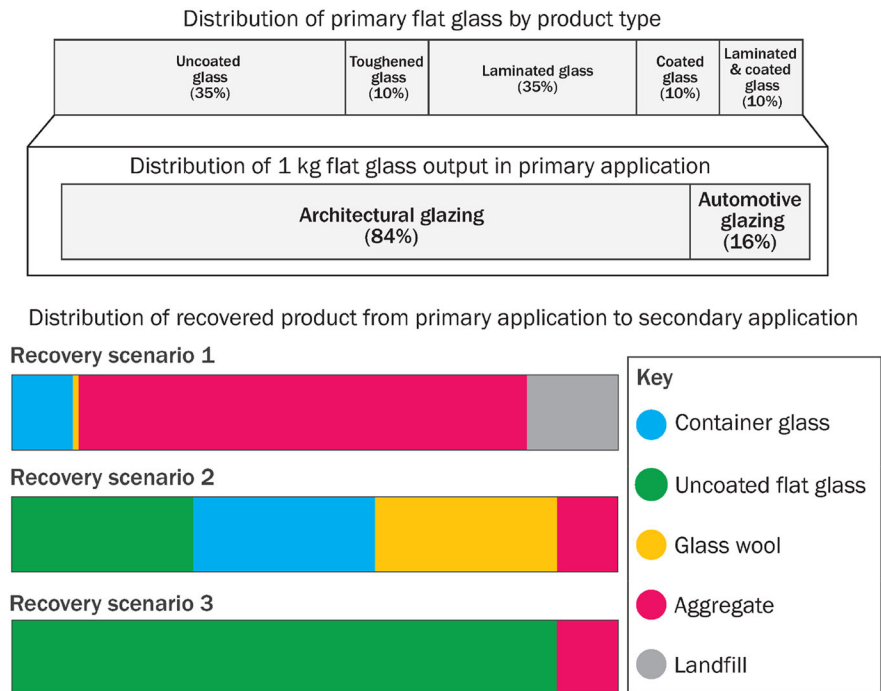 Distribution of primary flat glass by product type
Uncoated
glass
(35%)
Toughened
glass
(10%)
Laminated glass
(35%)
Coated
glass
(10%)
Laminated
& coated
glass
(10%)
Distribution of 1 kg flat glass output in primary application
Architectural glazing
(84%)
Automotive
glazing
(16%)
Distribution of recovered product from primary application to secondary application
Recovery scenario 1
Recovery scenario 2
Recovery scenario 3
Key
Container glass
Uncoated flat glass
Glass wool
Aggregate
Landfill